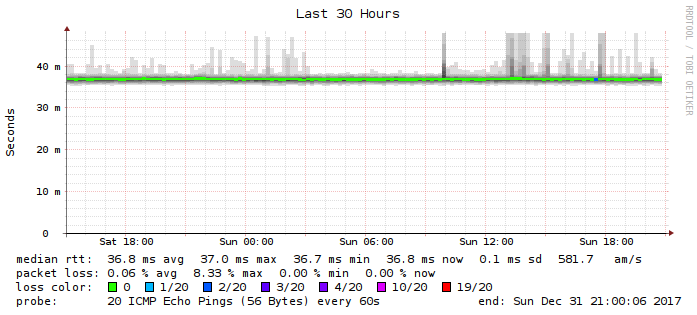 Last 30 Hours
RRDTOOL / TOBI OETIKER
Seconds
40 m
30 m
20 m
10 m
0
Sat 18:00 Sun 00:00 Sun 06:00 Sun 12:00 Sun 18:00
median rtt: 36.8 ms avg 37.0 ms max 36.7 ms min 36.8 ms now 0.1 ms sd 581.7 am/s
packet loss: 0.06 % avg 8.33 % max 0.00 % min 0.00 % now
loss color: 0 1/20 2/20 3/20 4/20 10/20 19/20
probe: 20 ICMP Echo Pings (56 Bytes) every 60s end: Sun Dec 31 21:00:06 2017